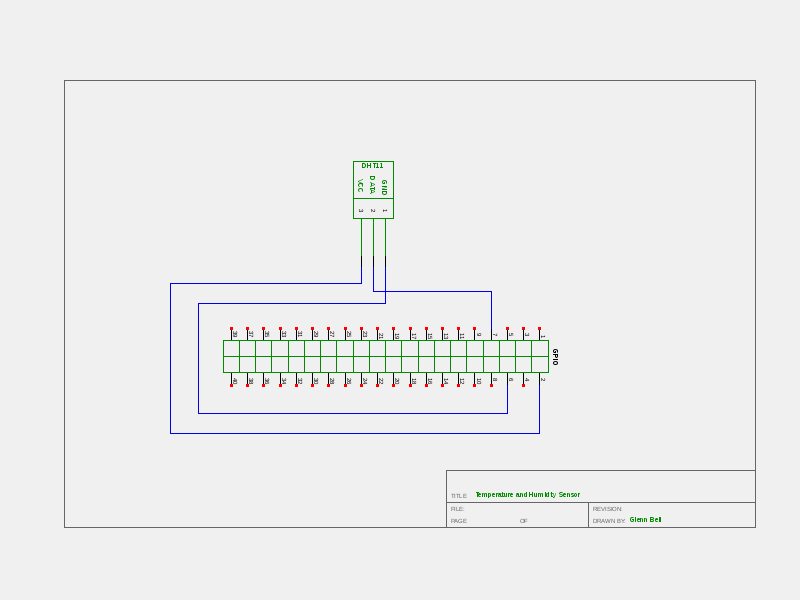 DHT11
VCC DATA GND
3 2 1
39 37 35 33 31 29 27 25 23 21 19 17 15 13 11 9 7 5 3 1
GPIO
40 38 36 34 32 30 28 26 24 22 20 18 16 14 12 10 8 6 4 2
TITLE Temperature and Humidity Sensor
FILE: REVISION:
PAGE OF DRAWN BY: Glenn Bell